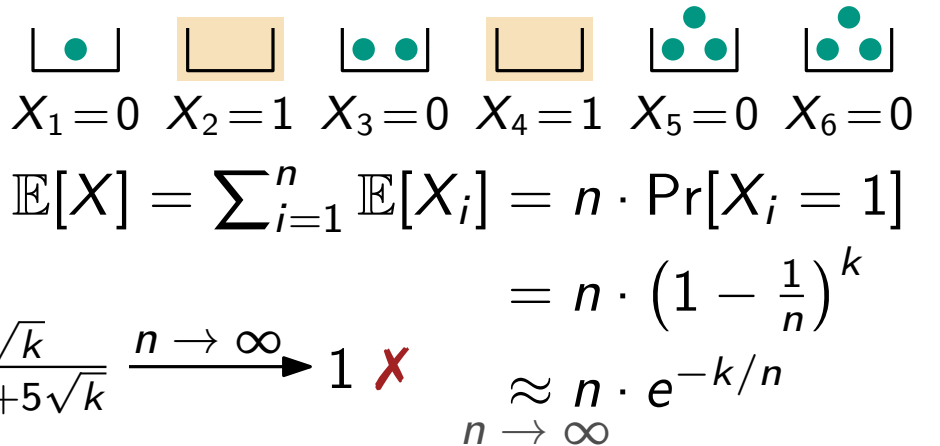 X₁=0 X₂=1 X₃=0 X₄=1 X₅=0 X₆=0
𝔼[X] = ∑ⁿᵢ₌₁ 𝔼[Xᵢ] = n · Pr[Xᵢ = 1]
= n · (1 − 1/n)ᵏ
√k / +5√k n → ∞ 1 ✗
≈ n · e^{−k/n}
n → ∞